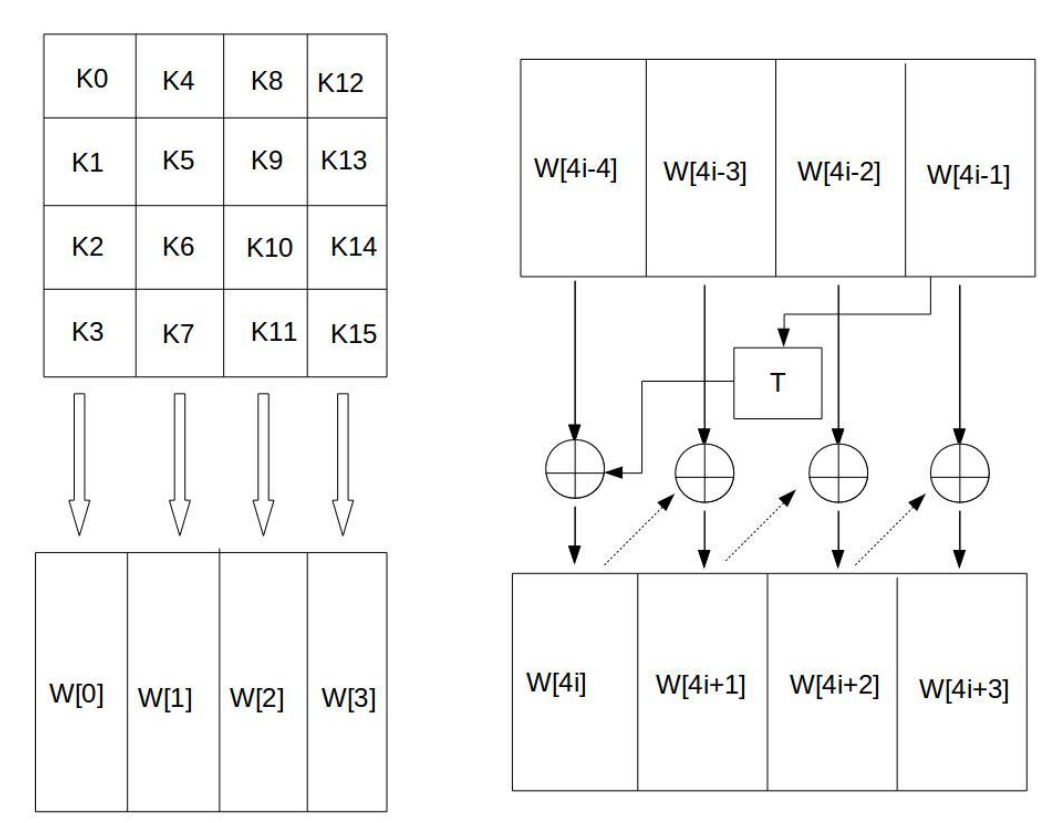 K0 K4 K8 K12
K1 K5 K9 K13
K2 K6 K10 K14
K3 K7 K11 K15
W[0] W[1] W[2] W[3]
W[4i-4] W[4i-3] W[4i-2] W[4i-1]
T
W[4i] W[4i+1] W[4i+2] W[4i+3]